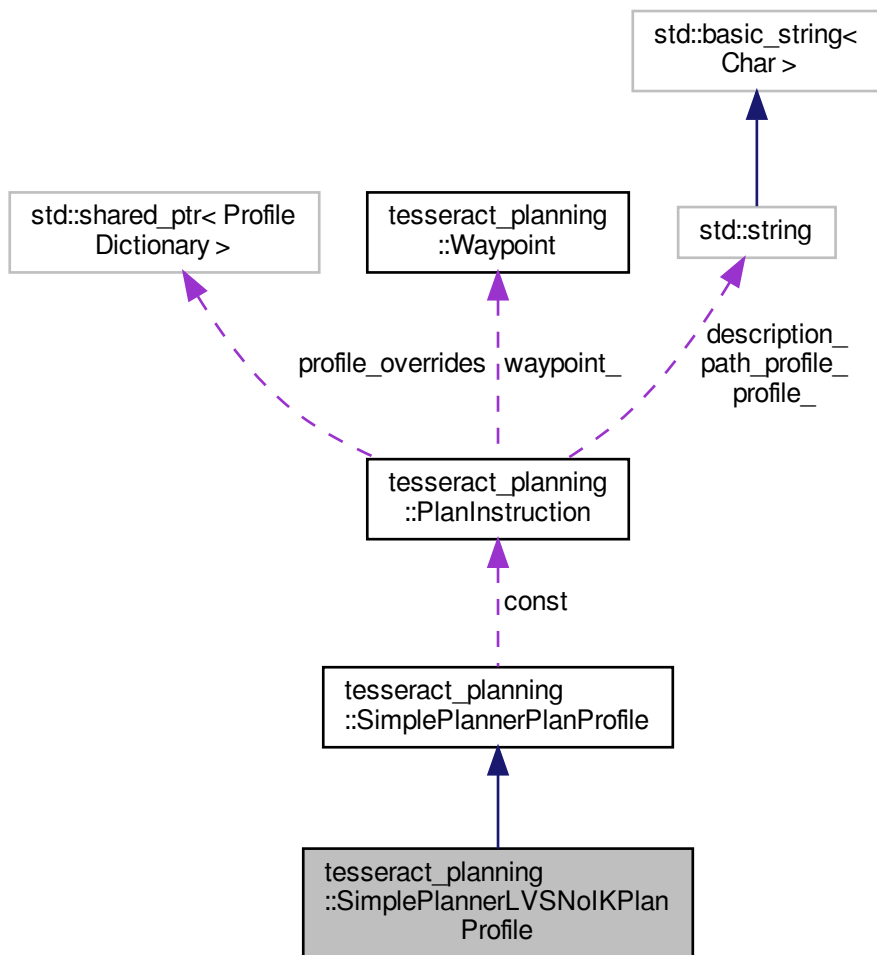 std::basic_string<
Char >
std::shared_ptr< Profile
Dictionary >
tesseract_planning
::Waypoint
std::string
profile_overrides
waypoint_
description_
path_profile_
profile_
tesseract_planning
::PlanInstruction
const
tesseract_planning
::SimplePlannerPlanProfile
tesseract_planning
::SimplePlannerLVSNoIKPlan
Profile